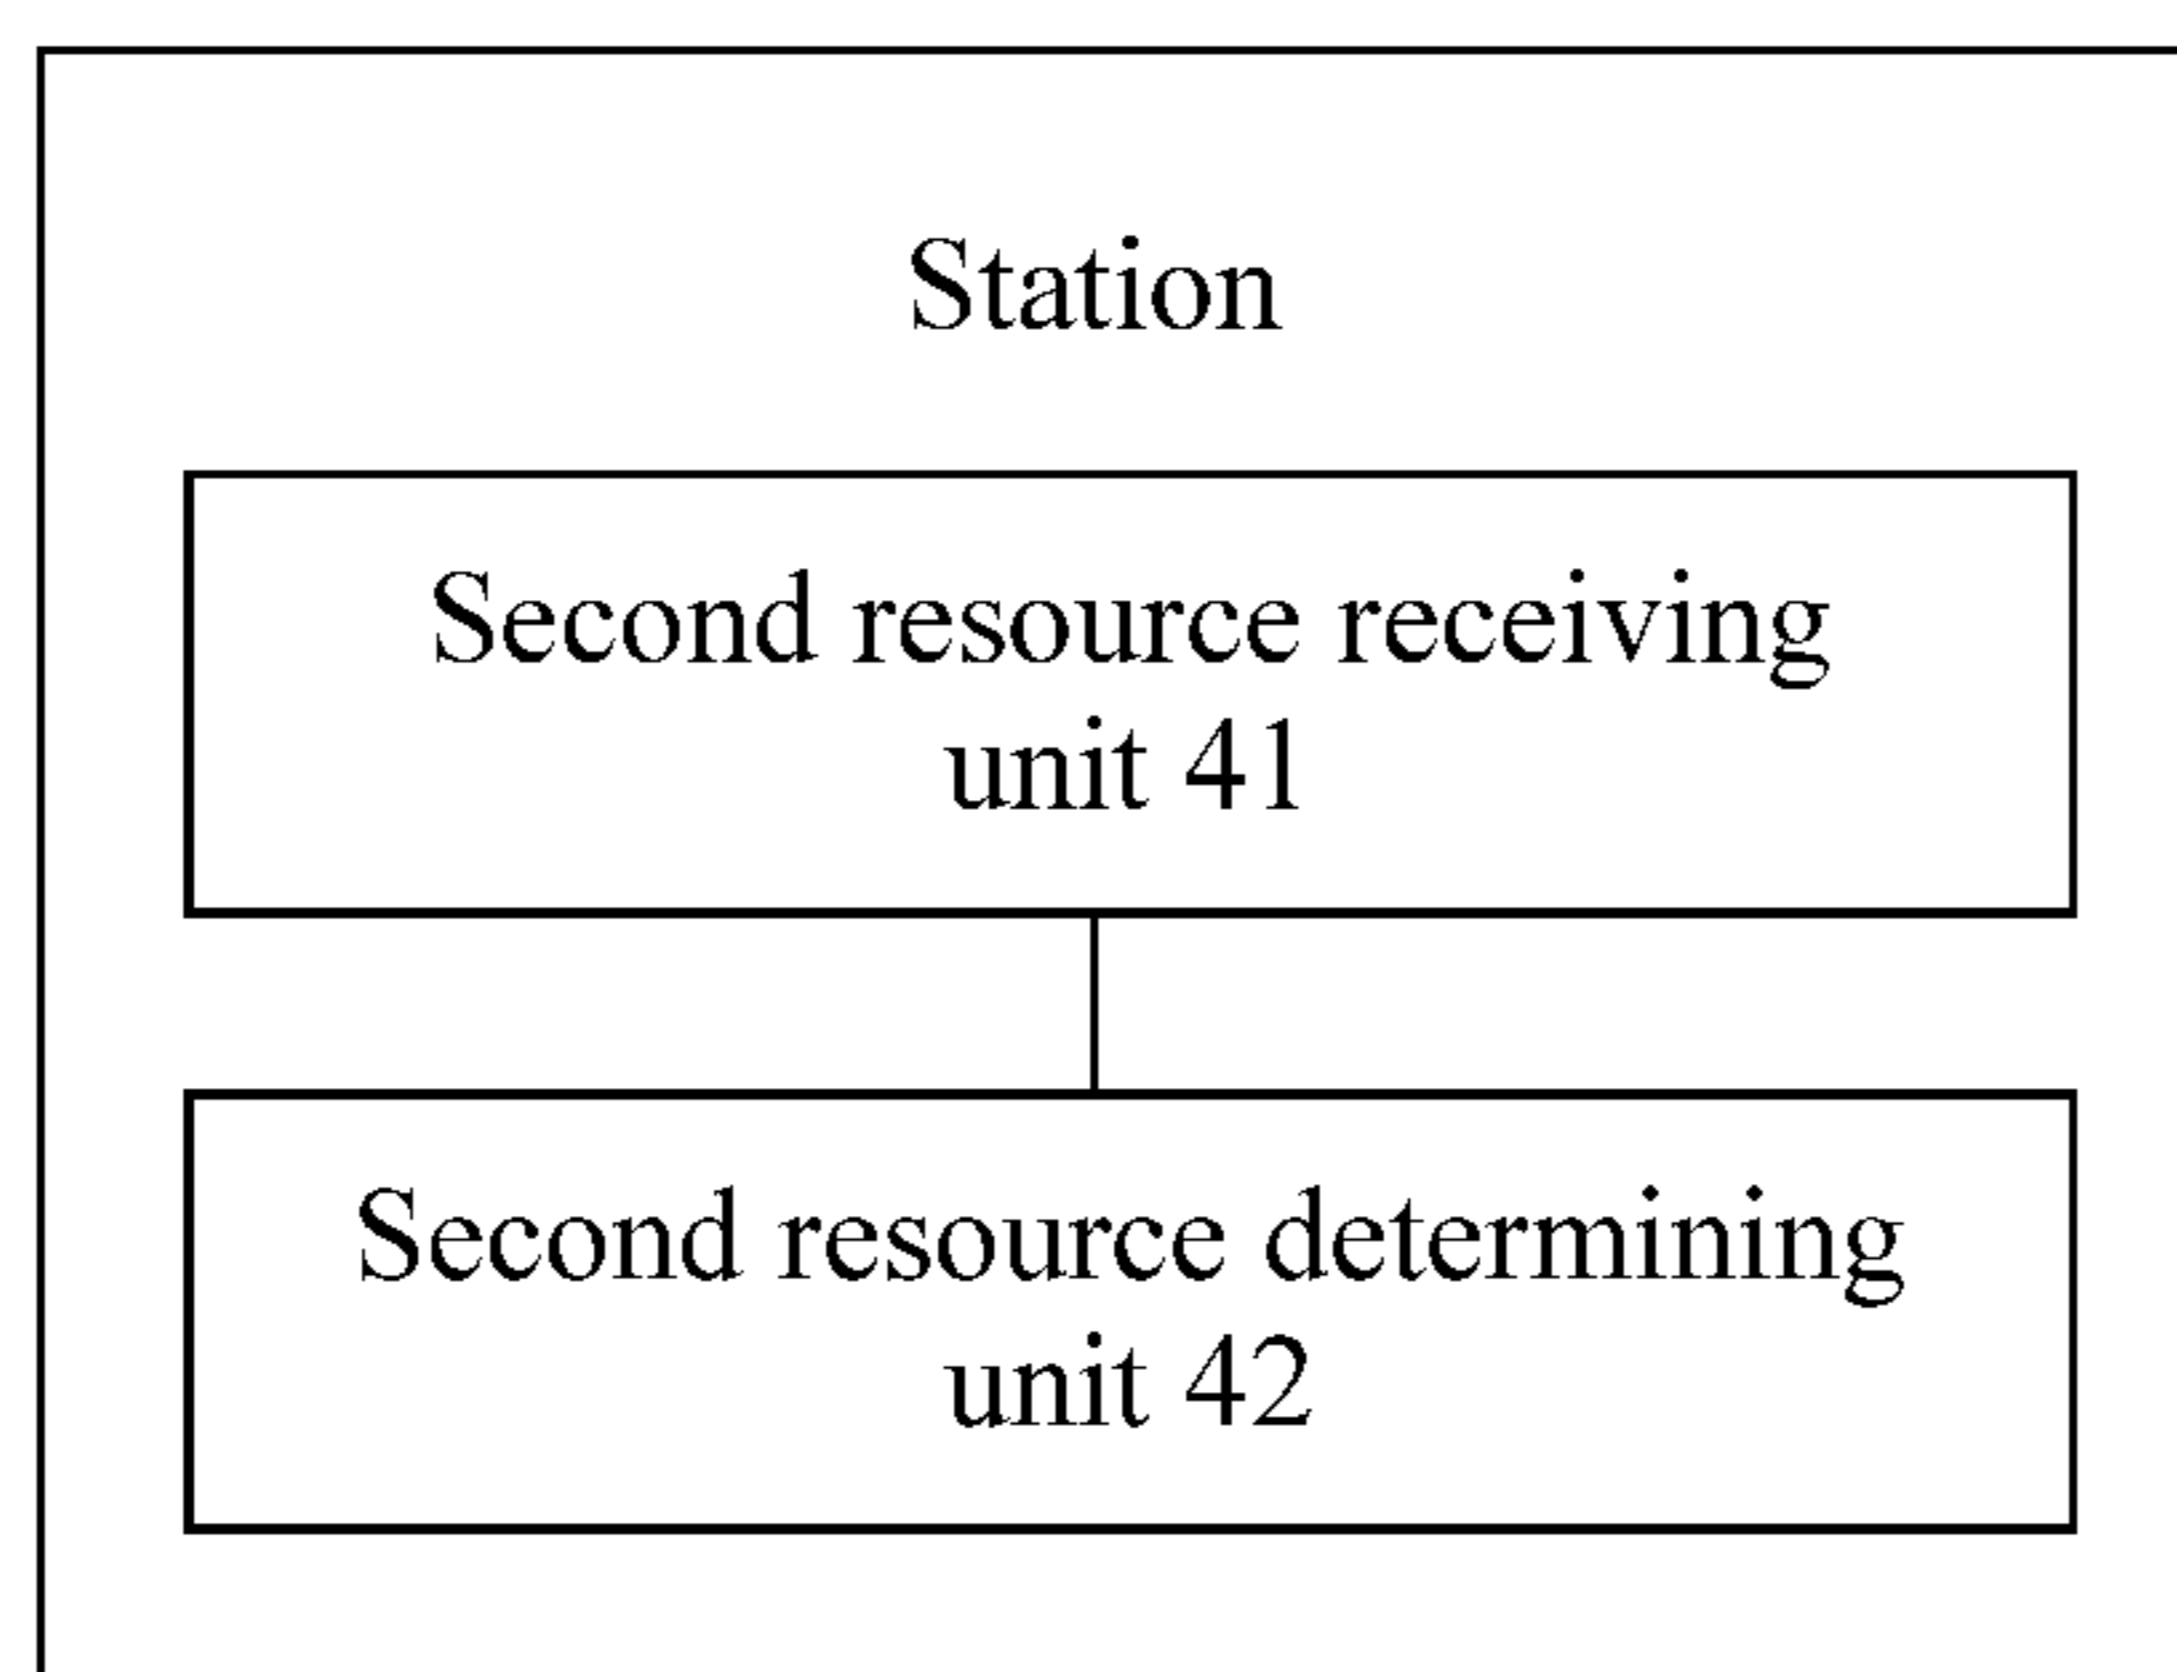 Station
Second resource receiving
unit 41
Second resource determining
unit 42